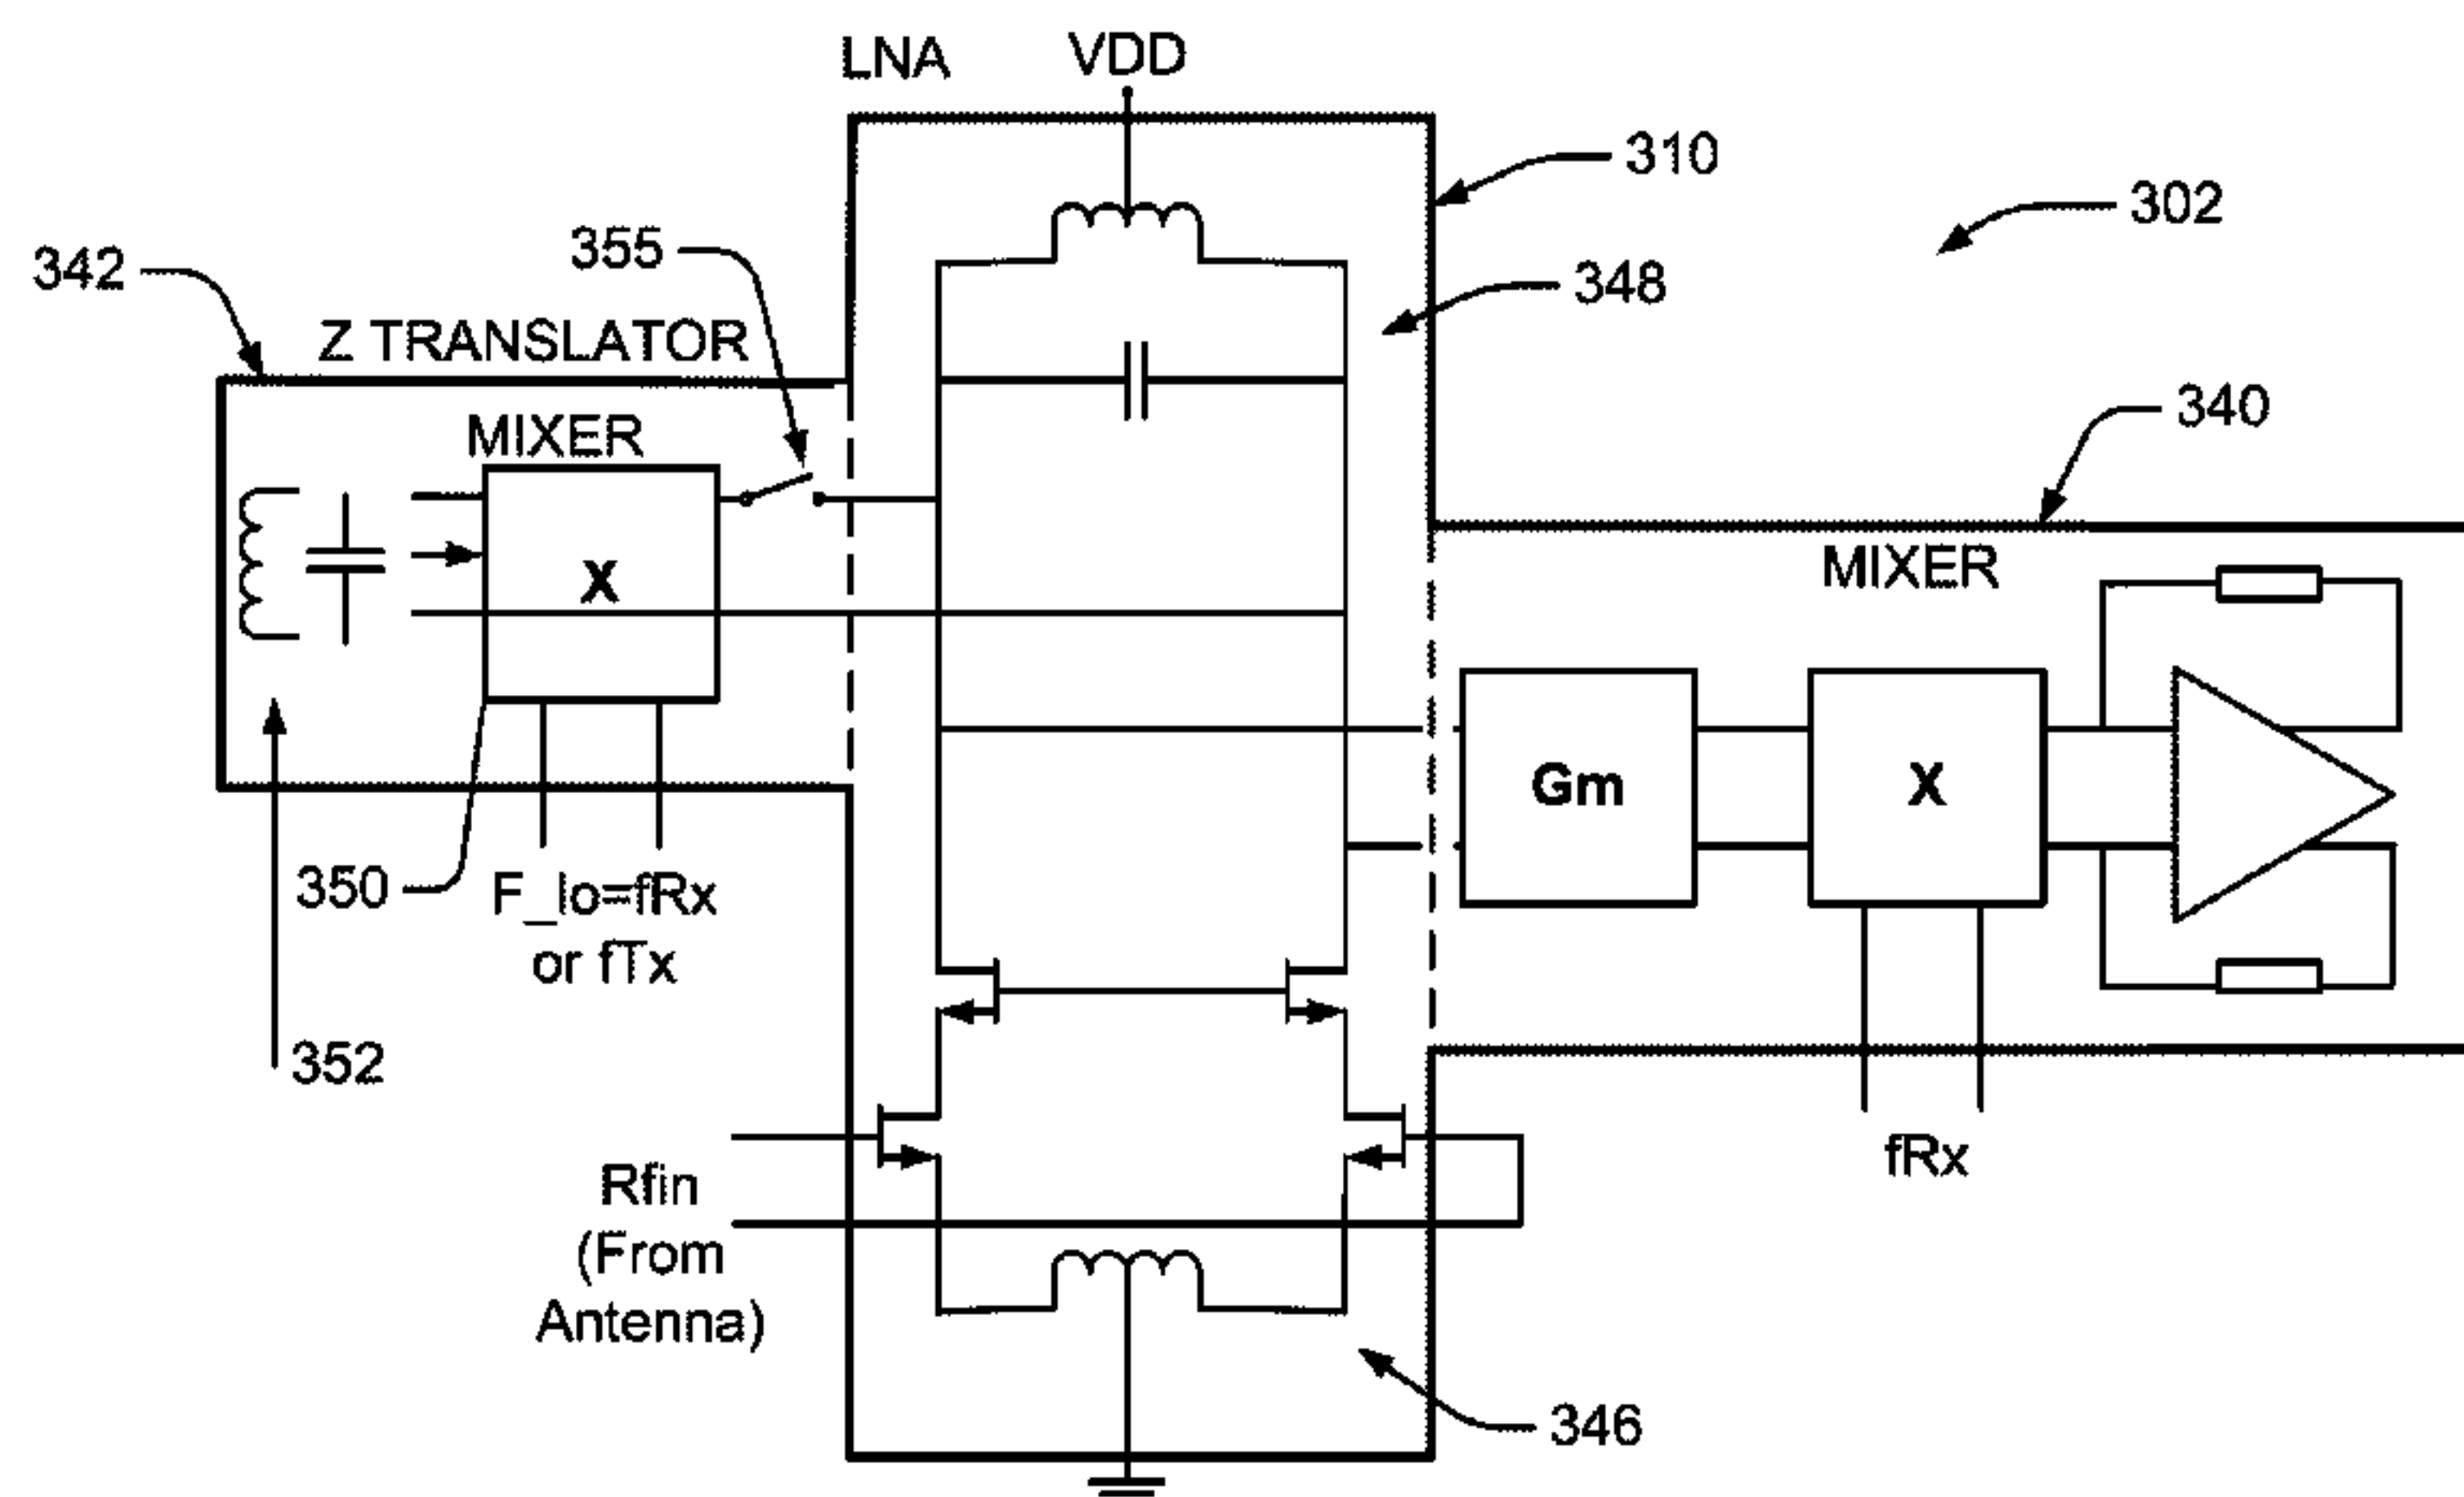 LNA
VDD
310
302
355
348
342
Z TRANSLATOR
340
MIXER
MIXER
X
Gm
X
350
F_lo=fRx
or fTx
352
Rfin
(From
Antenna)
fRx
346